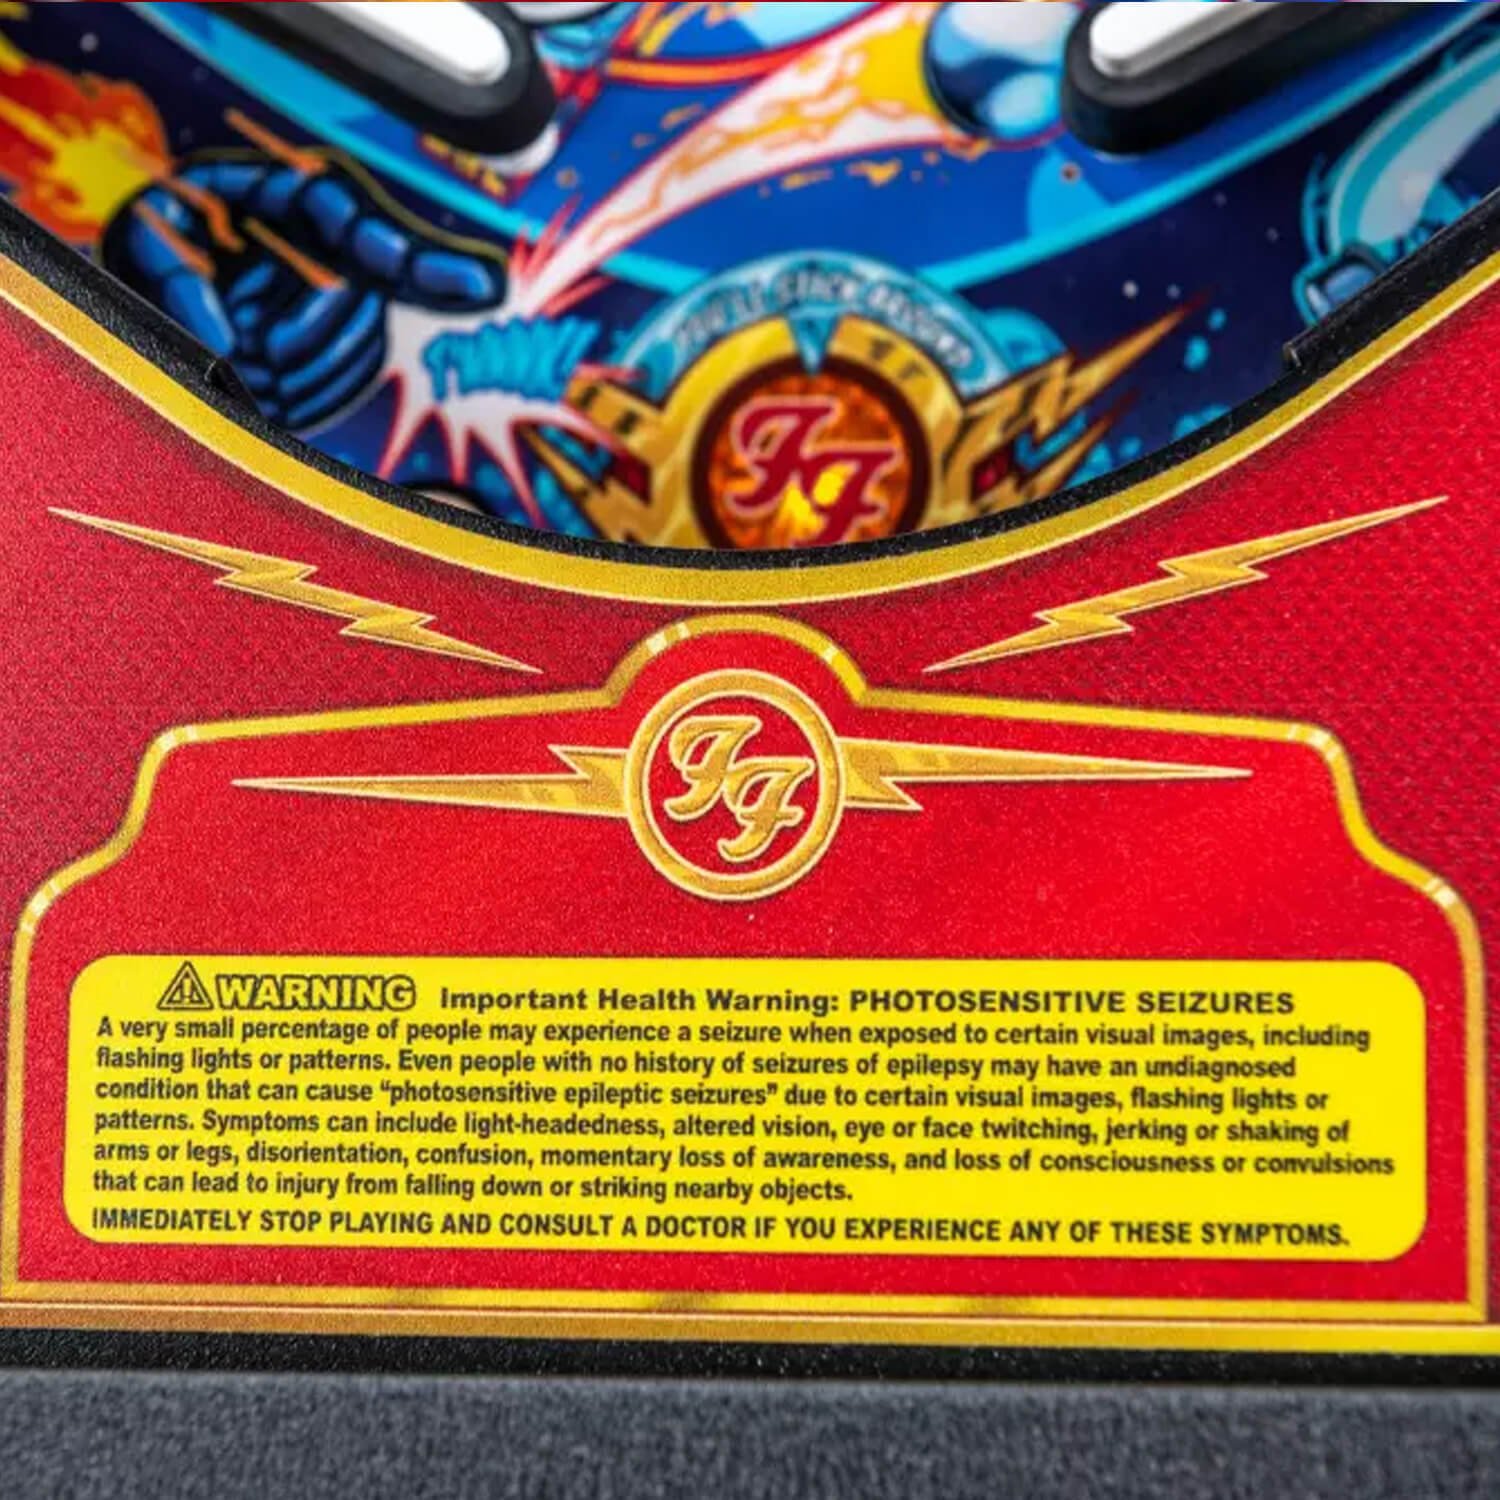 THWIK!
YOU'LL STICK AROUND
FF
FF
WARNING Important Health Warning: PHOTOSENSITIVE SEIZURES
A very small percentage of people may experience a seizure when exposed to certain visual images, including
flashing lights or patterns. Even people with no history of seizures of epilepsy may have an undiagnosed
condition that can cause “photosensitive epileptic seizures” due to certain visual images, flashing lights or
patterns. Symptoms can include light-headedness, altered vision, eye or face twitching, jerking or shaking of
arms or legs, disorientation, confusion, momentary loss of awareness, and loss of consciousness or convulsions
that can lead to injury from falling down or striking nearby objects.
IMMEDIATELY STOP PLAYING AND CONSULT A DOCTOR IF YOU EXPERIENCE ANY OF THESE SYMPTOMS.